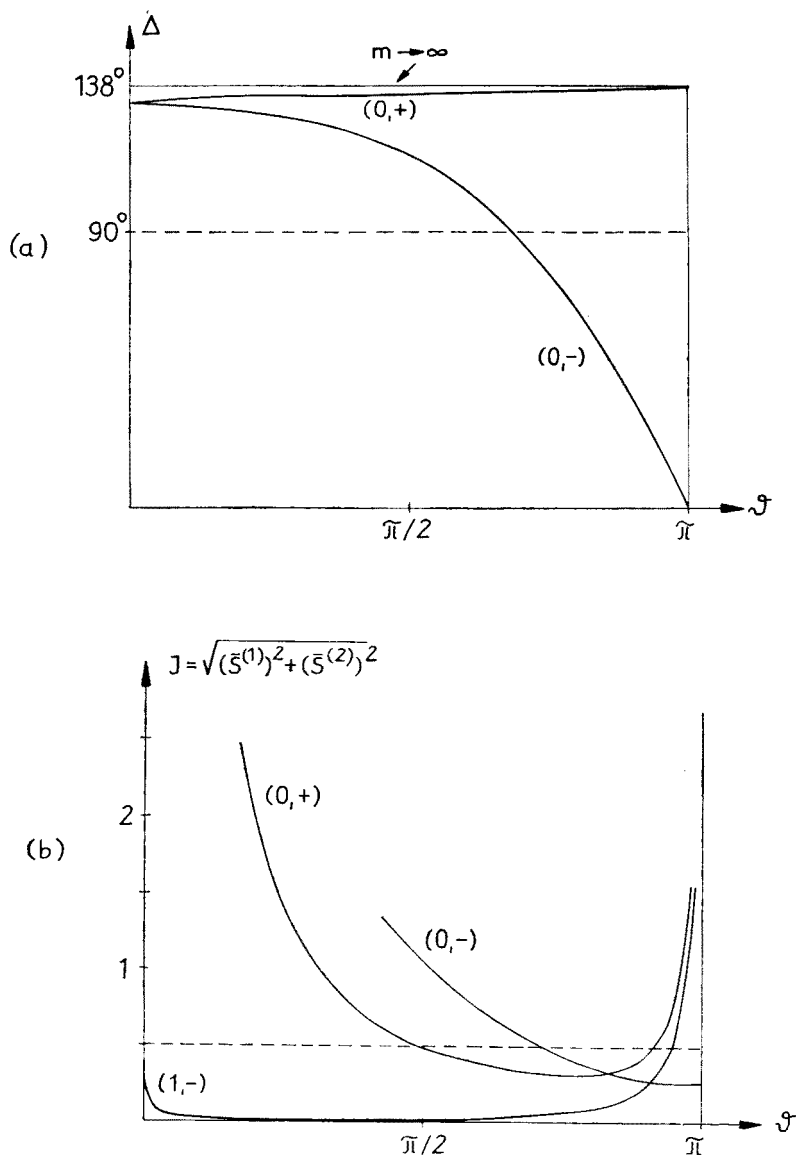 Δ
m → ∞
138°
(0,+)
90°
(a)
(0,-)
π/2
π
ϑ
J = √(S̄⁽¹⁾)² + (S̄⁽²⁾)²
(0,+)
2
(b)
(0,-)
1
(1,-)
π/2
π
ϑ